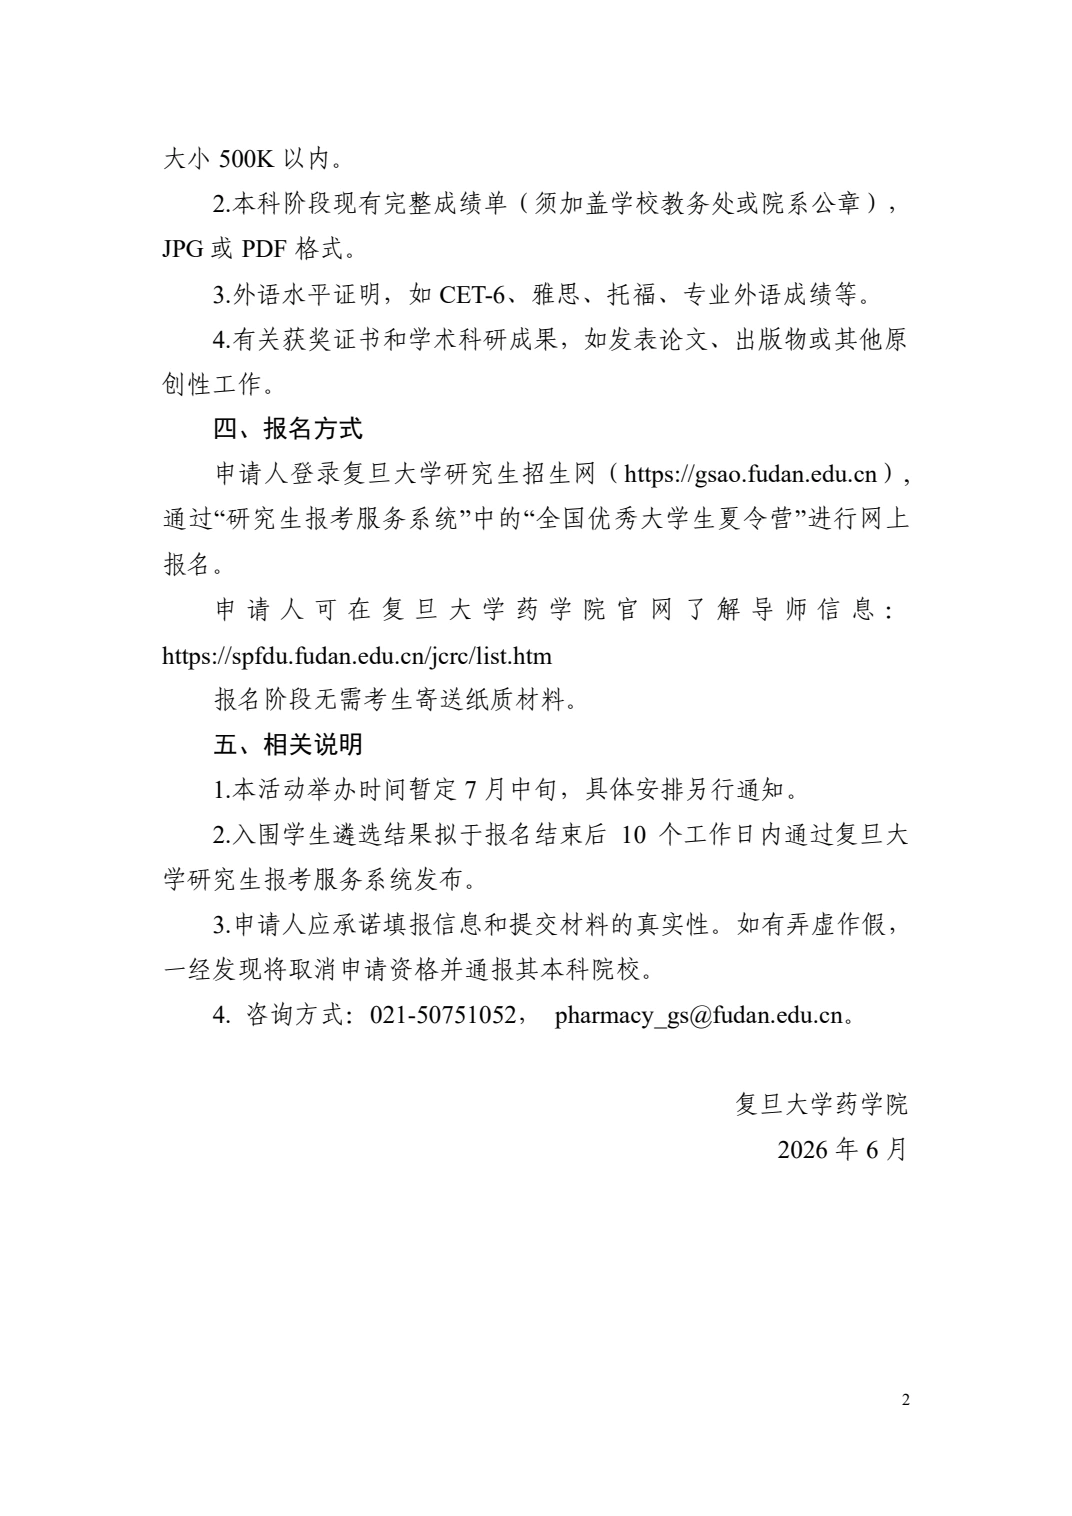 大小 500K 以内。
2.本科阶段现有完整成绩单（须加盖学校教务处或院系公章），
JPG 或 PDF 格式。
3.外语水平证明，如 CET-6、雅思、托福、专业外语成绩等。
4.有关获奖证书和学术科研成果，如发表论文、出版物或其他原
创性工作。
四、报名方式
申请人登录复旦大学研究生招生网（https://gsao.fudan.edu.cn），
通过“研究生报考服务系统”中的“全国优秀大学生夏令营”进行网上
报名。
申请人可在复旦大学药学院官网了解导师信息：
https://spfdu.fudan.edu.cn/jcrc/list.htm
报名阶段无需考生寄送纸质材料。
五、相关说明
1.本活动举办时间暂定 7 月中旬，具体安排另行通知。
2.入围学生遴选结果拟于报名结束后 10 个工作日内通过复旦大
学研究生报考服务系统发布。
3.申请人应承诺填报信息和提交材料的真实性。如有弄虚作假，
一经发现将取消申请资格并通报其本科院校。
4. 咨询方式：021-50751052， pharmacy_gs@fudan.edu.cn。
复旦大学药学院
2026 年 6 月
2